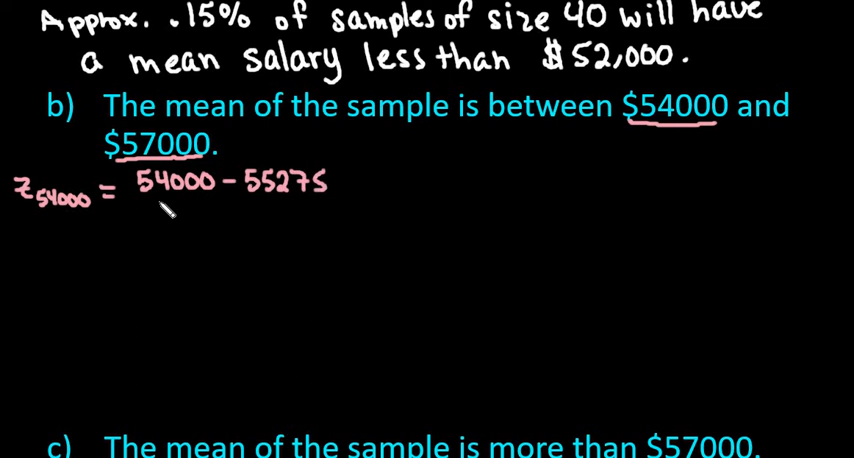 Approx. .15% of samples of size 40 will have
a mean salary less than $52,000.
b) The mean of the sample is between $54000 and
$57000.
z54000 = 54000 - 55275
c) The mean of the sample is more than $57000.